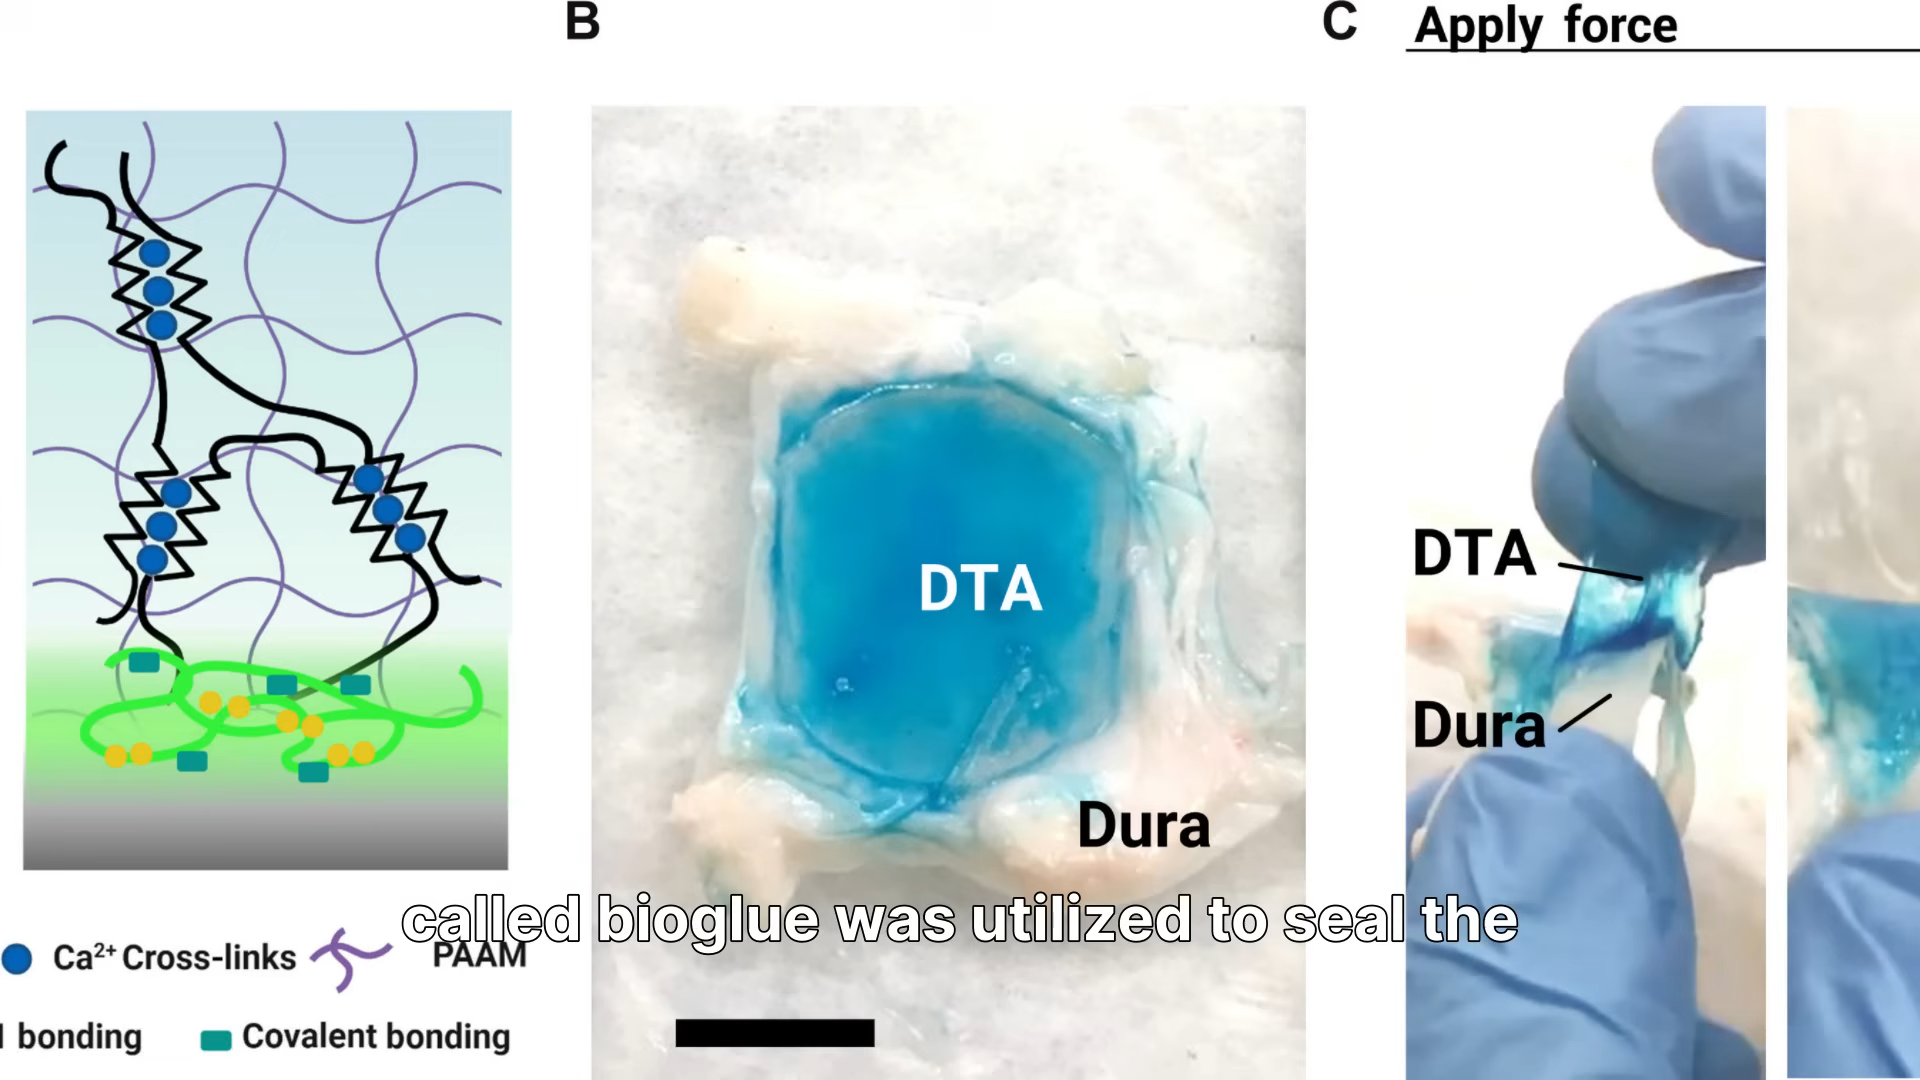 B
C Apply force
DTA
DTA
Dura
Dura
called bioglue was utilized to seal the
Ca²⁺ Cross-links
PAAM
bonding
Covalent bonding